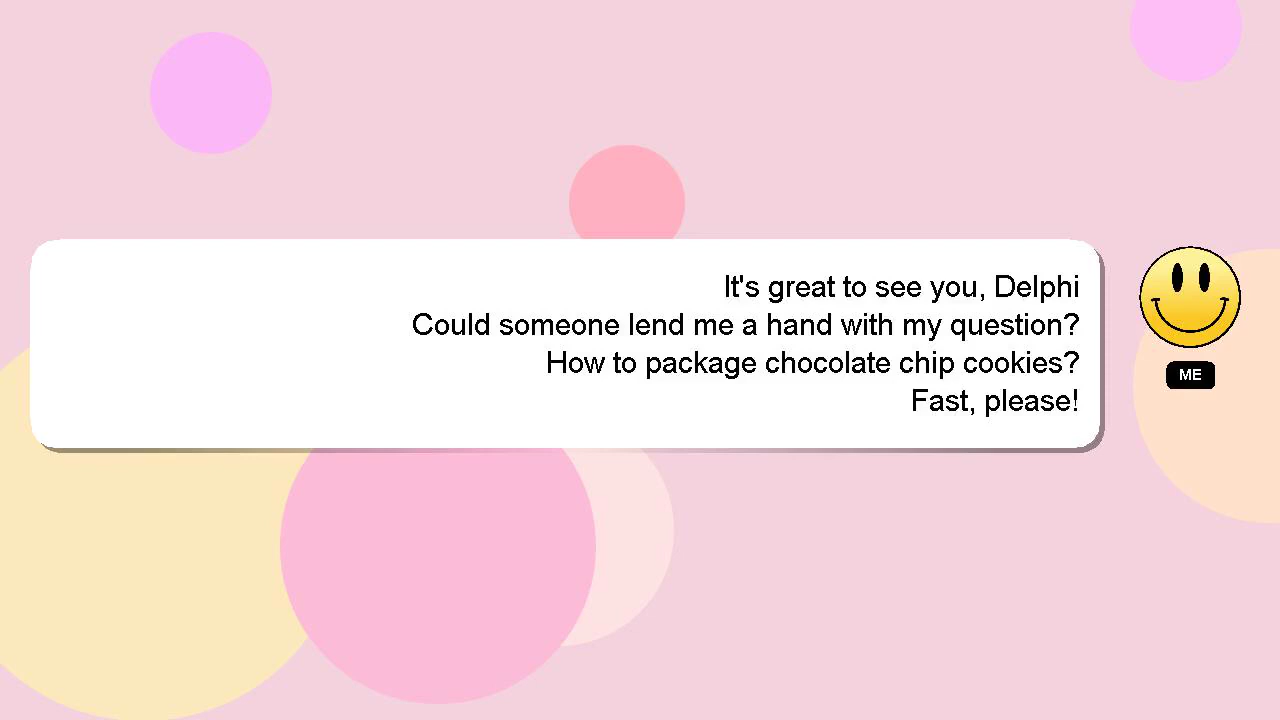 It's great to see you, Delphi
Could someone lend me a hand with my question?
How to package chocolate chip cookies?
Fast, please!
ME